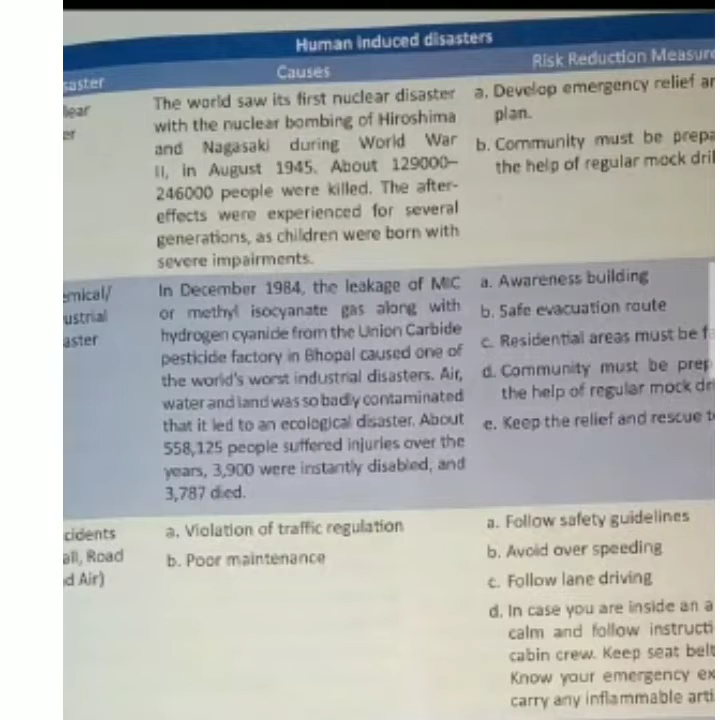 Human induced disasters
saster
Causes
Risk Reduction Measure
lear
er
The world saw its first nuclear disaster
with the nuclear bombing of Hiroshima
and Nagasaki during World War
II, in August 1945. About 129000–
246000 people were killed. The after-
effects were experienced for several
generations, as children were born with
severe impairments.
a. Develop emergency relief an
plan.
b. Community must be prepa
the help of regular mock dril
emical/
ustrial
aster
In December 1984, the leakage of MIC
or methyl isocyanate gas along with
hydrogen cyanide from the Union Carbide
pesticide factory in Bhopal caused one of
the world's worst industrial disasters. Air,
water and land was so badly contaminated
that it led to an ecological disaster. About
558,125 people suffered injuries over the
years, 3,900 were instantly disabled, and
3,787 died.
a. Awareness building
b. Safe evacuation route
c. Residential areas must be f
d. Community must be prep
the help of regular mock dri
e. Keep the relief and rescue t
cidents
ail, Road
d Air)
a. Violation of traffic regulation
b. Poor maintenance
a. Follow safety guidelines
b. Avoid over speeding
c. Follow lane driving
d. In case you are inside an a
calm and follow instructi
cabin crew. Keep seat belt
Know your emergency ex
carry any inflammable arti